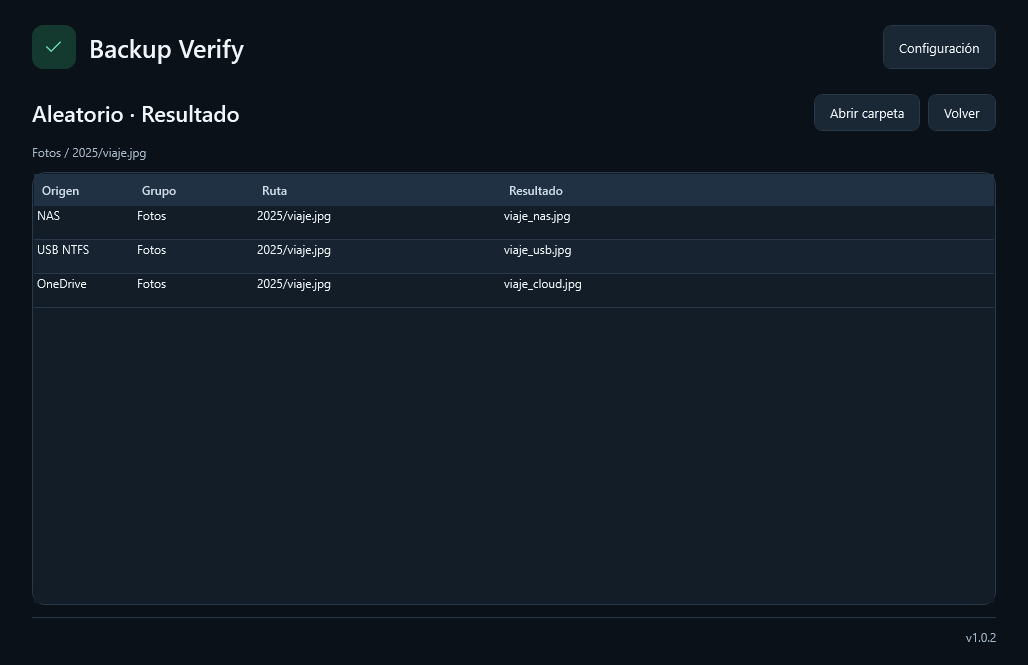 Backup Verify
Configuración
Aleatorio · Resultado
Abrir carpeta
Volver
Fotos / 2025/viaje.jpg
Origen Grupo Ruta Resultado
NAS Fotos 2025/viaje.jpg viaje_nas.jpg
USB NTFS Fotos 2025/viaje.jpg viaje_usb.jpg
OneDrive Fotos 2025/viaje.jpg viaje_cloud.jpg
v1.0.2